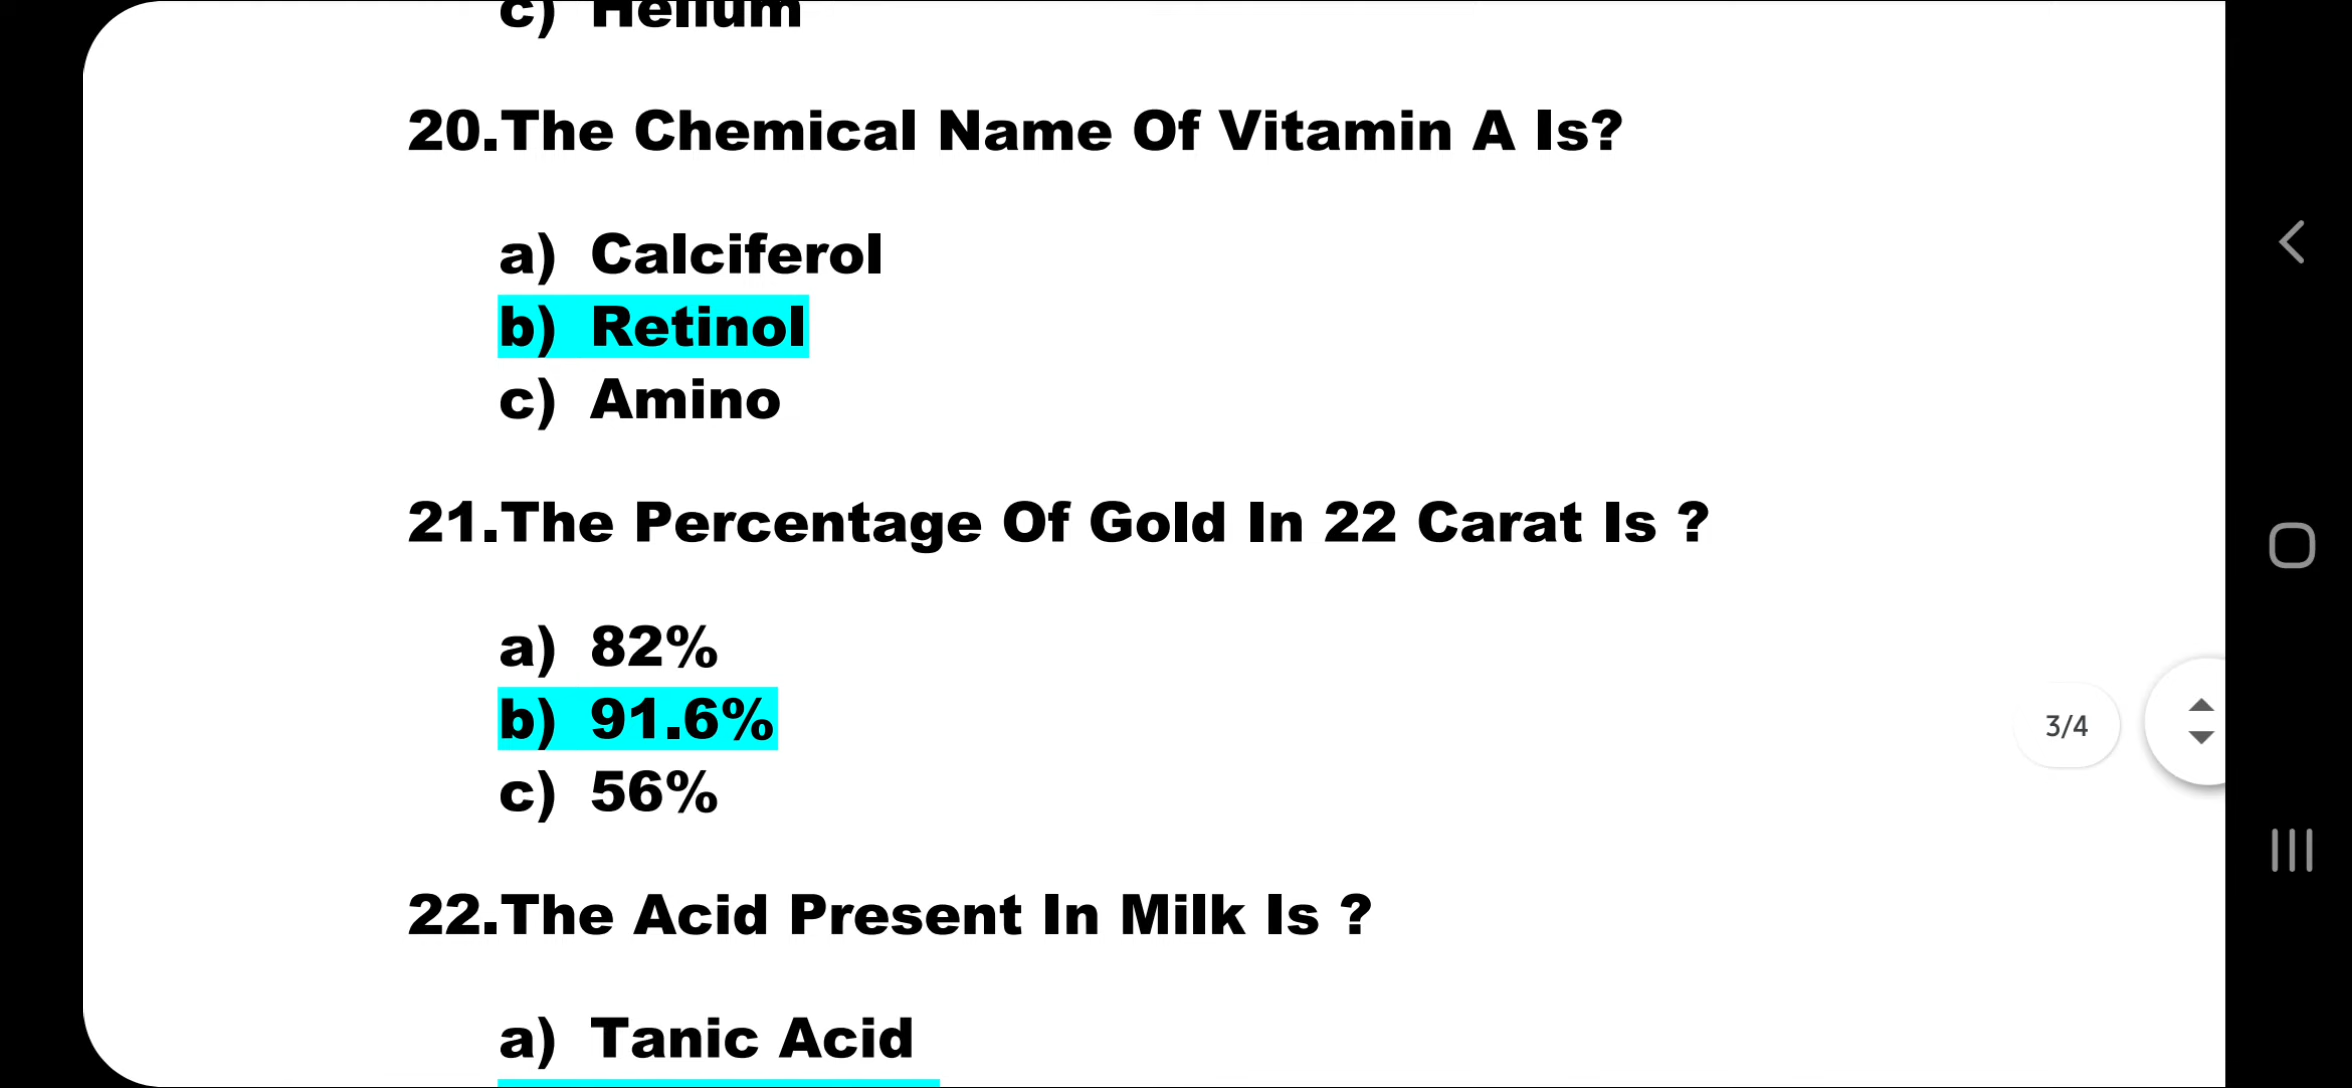 c) Helium
20.The Chemical Name Of Vitamin A Is?
a) Calciferol
b) Retinol
c) Amino
21.The Percentage Of Gold In 22 Carat Is ?
a) 82%
b) 91.6%
c) 56%
3/4
22.The Acid Present In Milk Is ?
a) Tanic Acid